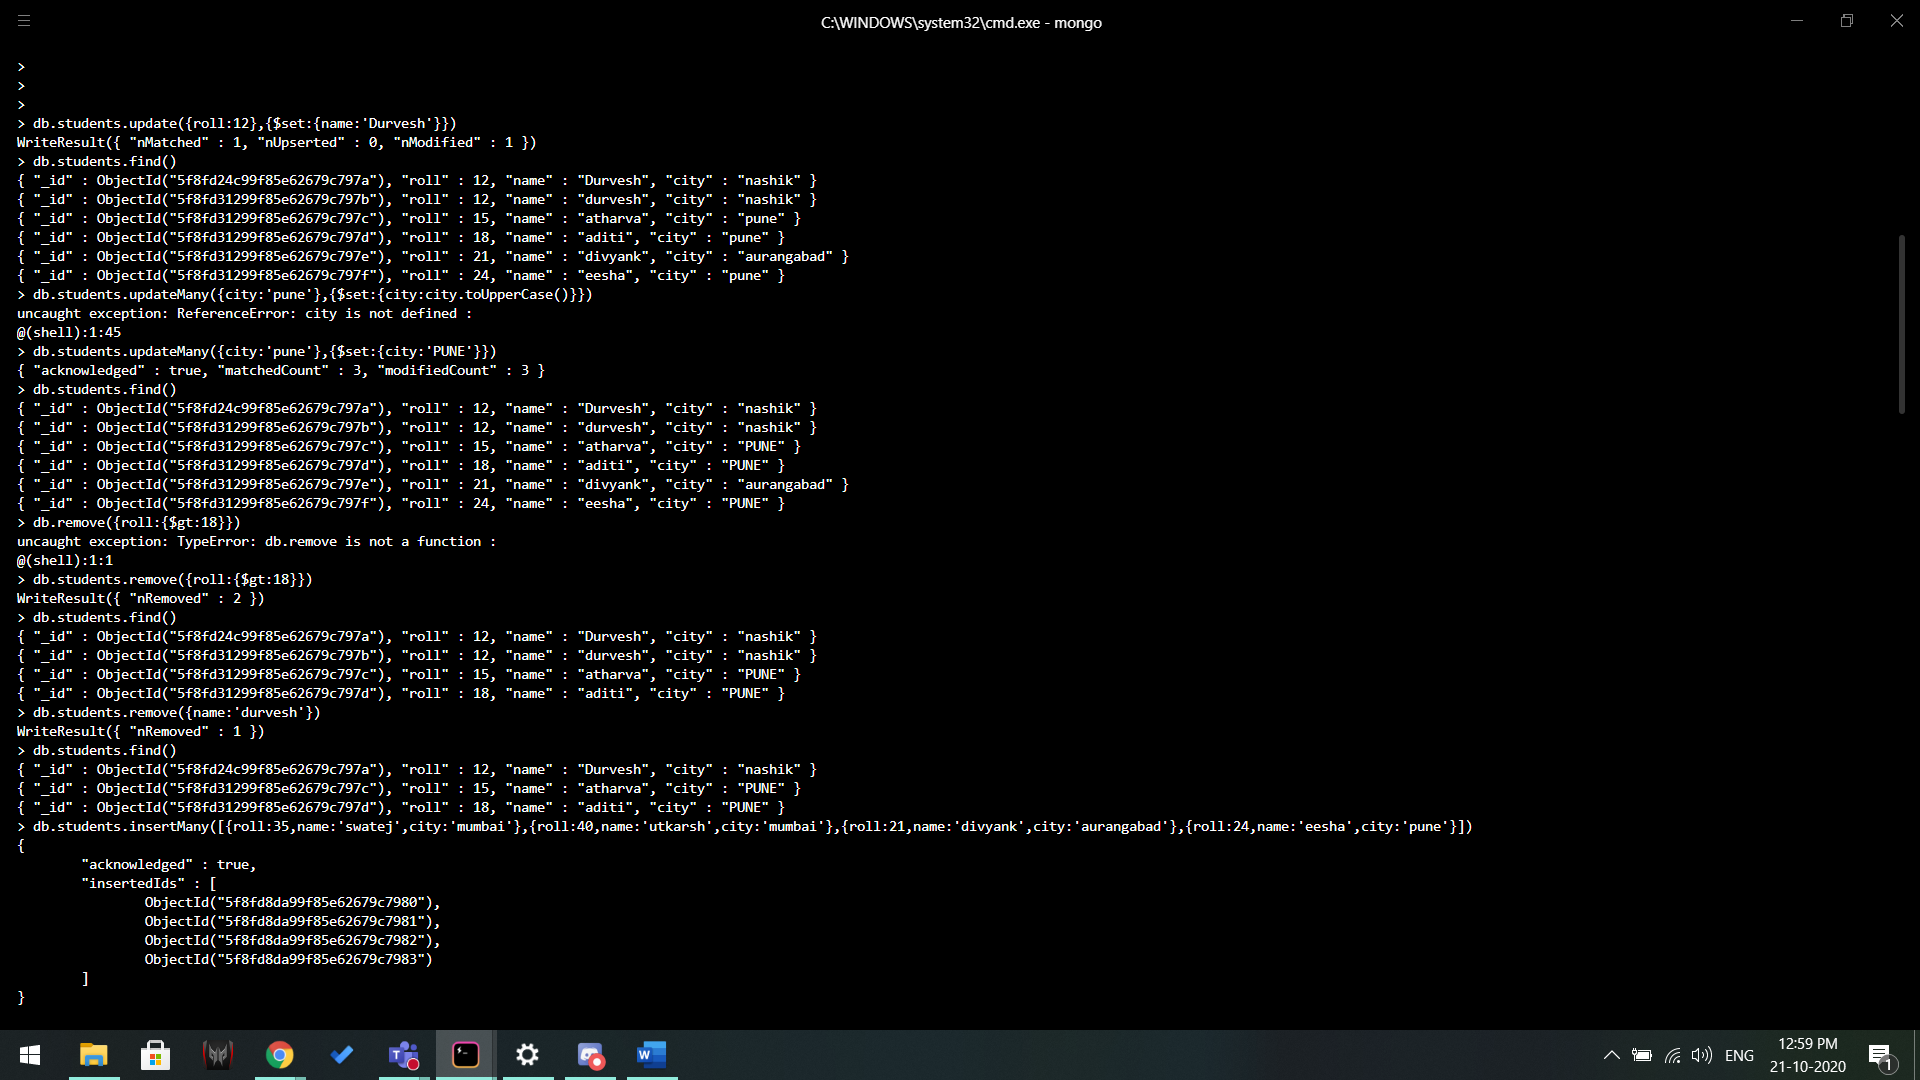 C:\WINDOWS\system32\cmd.exe - mongo
>
>
>
> db.students.update({roll:12},{$set:{name:'Durvesh'}})
WriteResult({ "nMatched" : 1, "nUpserted" : 0, "nModified" : 1 })
> db.students.find()
{ "_id" : ObjectId("5f8fd24c99f85e62679c797a"), "roll" : 12, "name" : "Durvesh", "city" : "nashik" }
{ "_id" : ObjectId("5f8fd31299f85e62679c797b"), "roll" : 12, "name" : "durvesh", "city" : "nashik" }
{ "_id" : ObjectId("5f8fd31299f85e62679c797c"), "roll" : 15, "name" : "atharva", "city" : "pune" }
{ "_id" : ObjectId("5f8fd31299f85e62679c797d"), "roll" : 18, "name" : "aditi", "city" : "pune" }
{ "_id" : ObjectId("5f8fd31299f85e62679c797e"), "roll" : 21, "name" : "divyank", "city" : "aurangabad" }
{ "_id" : ObjectId("5f8fd31299f85e62679c797f"), "roll" : 24, "name" : "eesha", "city" : "pune" }
> db.students.updateMany({city:'pune'},{$set:{city:city.toUpperCase()}})
uncaught exception: ReferenceError: city is not defined :
@(shell):1:45
> db.students.updateMany({city:'pune'},{$set:{city:'PUNE'}})
{ "acknowledged" : true, "matchedCount" : 3, "modifiedCount" : 3 }
> db.students.find()
{ "_id" : ObjectId("5f8fd24c99f85e62679c797a"), "roll" : 12, "name" : "Durvesh", "city" : "nashik" }
{ "_id" : ObjectId("5f8fd31299f85e62679c797b"), "roll" : 12, "name" : "durvesh", "city" : "nashik" }
{ "_id" : ObjectId("5f8fd31299f85e62679c797c"), "roll" : 15, "name" : "atharva", "city" : "PUNE" }
{ "_id" : ObjectId("5f8fd31299f85e62679c797d"), "roll" : 18, "name" : "aditi", "city" : "PUNE" }
{ "_id" : ObjectId("5f8fd31299f85e62679c797e"), "roll" : 21, "name" : "divyank", "city" : "aurangabad" }
{ "_id" : ObjectId("5f8fd31299f85e62679c797f"), "roll" : 24, "name" : "eesha", "city" : "PUNE" }
> db.remove({roll:{$gt:18}})
uncaught exception: TypeError: db.remove is not a function :
@(shell):1:1
> db.students.remove({roll:{$gt:18}})
WriteResult({ "nRemoved" : 2 })
> db.students.find()
{ "_id" : ObjectId("5f8fd24c99f85e62679c797a"), "roll" : 12, "name" : "Durvesh", "city" : "nashik" }
{ "_id" : ObjectId("5f8fd31299f85e62679c797b"), "roll" : 12, "name" : "durvesh", "city" : "nashik" }
{ "_id" : ObjectId("5f8fd31299f85e62679c797c"), "roll" : 15, "name" : "atharva", "city" : "PUNE" }
{ "_id" : ObjectId("5f8fd31299f85e62679c797d"), "roll" : 18, "name" : "aditi", "city" : "PUNE" }
> db.students.remove({name:'durvesh'})
WriteResult({ "nRemoved" : 1 })
> db.students.find()
{ "_id" : ObjectId("5f8fd24c99f85e62679c797a"), "roll" : 12, "name" : "Durvesh", "city" : "nashik" }
{ "_id" : ObjectId("5f8fd31299f85e62679c797c"), "roll" : 15, "name" : "atharva", "city" : "PUNE" }
{ "_id" : ObjectId("5f8fd31299f85e62679c797d"), "roll" : 18, "name" : "aditi", "city" : "PUNE" }
> db.students.insertMany([{roll:35,name:'swatej',city:'mumbai'},{roll:40,name:'utkarsh',city:'mumbai'},{roll:21,name:'divyank',city:'aurangabad'},{roll:24,name:'eesha',city:'pune'}])
{
"acknowledged" : true,
"insertedIds" : [
ObjectId("5f8fd8da99f85e62679c7980"),
ObjectId("5f8fd8da99f85e62679c7981"),
ObjectId("5f8fd8da99f85e62679c7982"),
ObjectId("5f8fd8da99f85e62679c7983")
]
}
ENG
12:59 PM
21-10-2020
1